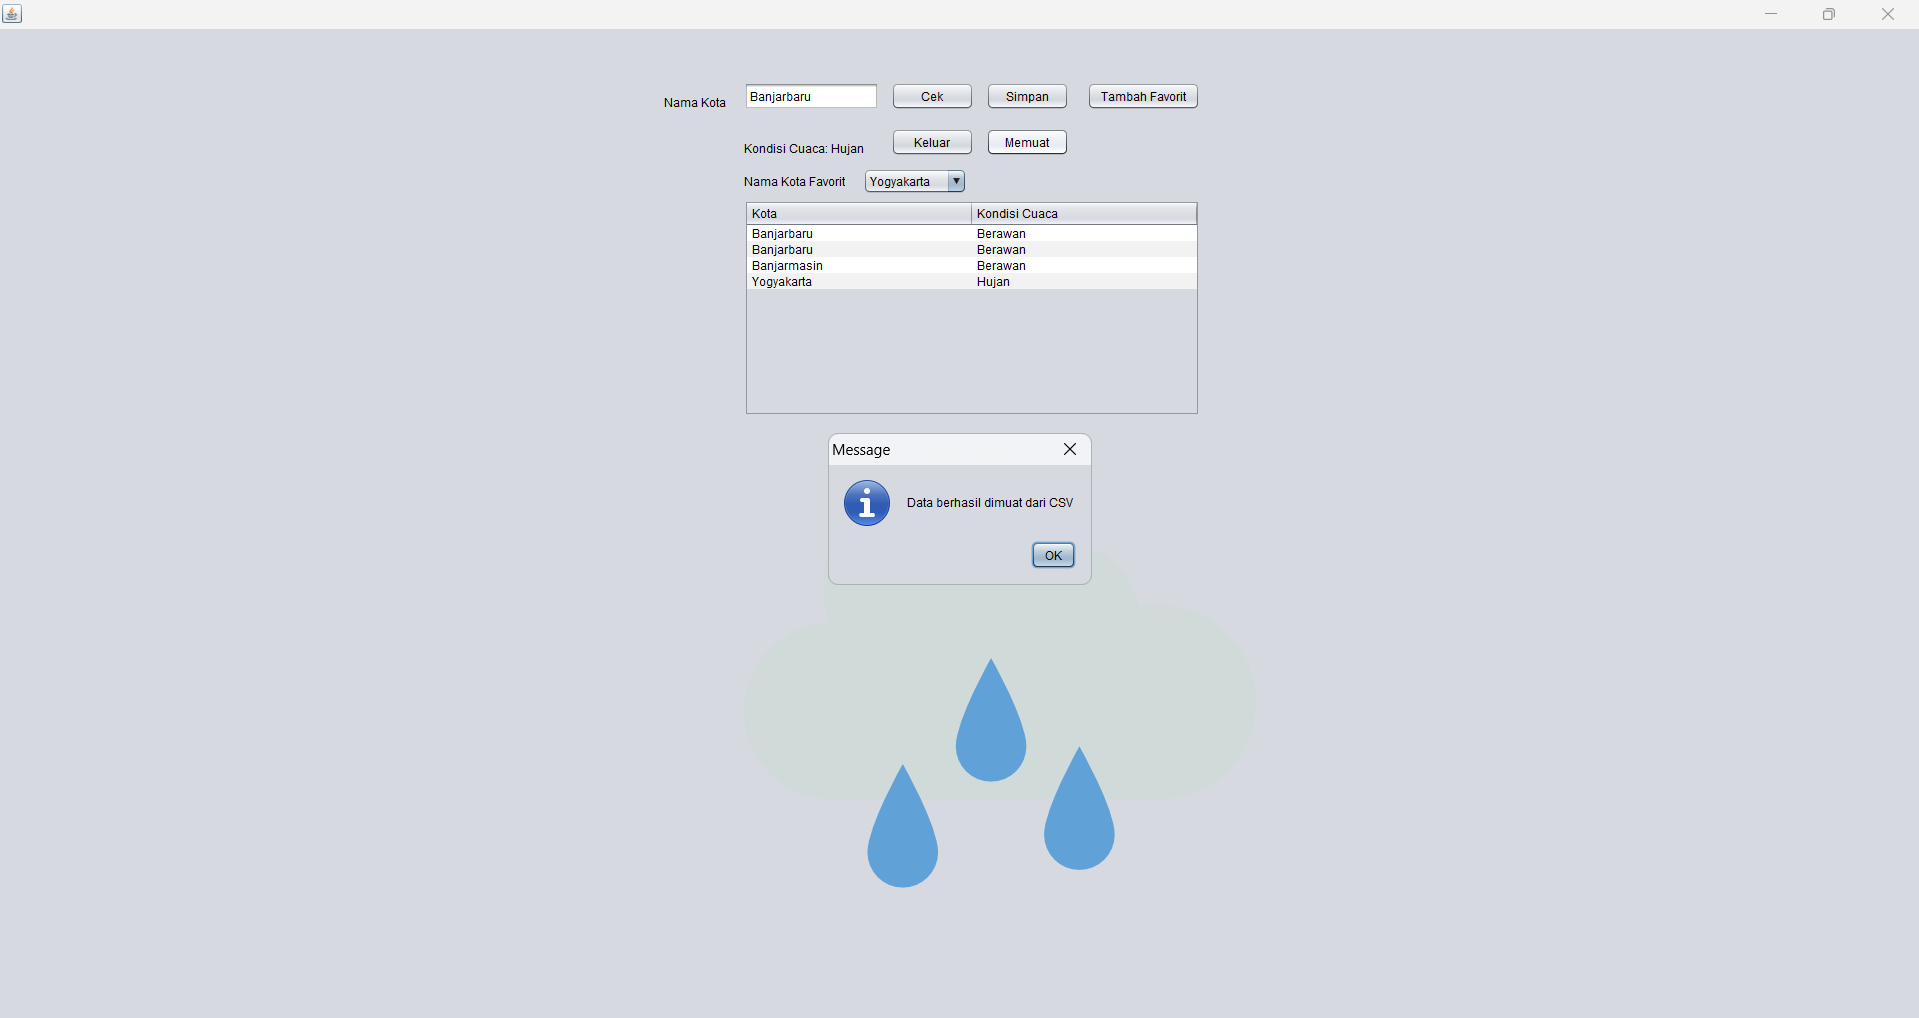 Nama Kota Banjarbaru Cek Simpan Tambah Favorit
Kondisi Cuaca: Hujan Keluar Memuat
Nama Kota Favorit Yogyakarta
Kota Kondisi Cuaca
Banjarbaru Berawan
Banjarbaru Berawan
Banjarmasin Berawan
Yogyakarta Hujan
Message
Data berhasil dimuat dari CSV
OK